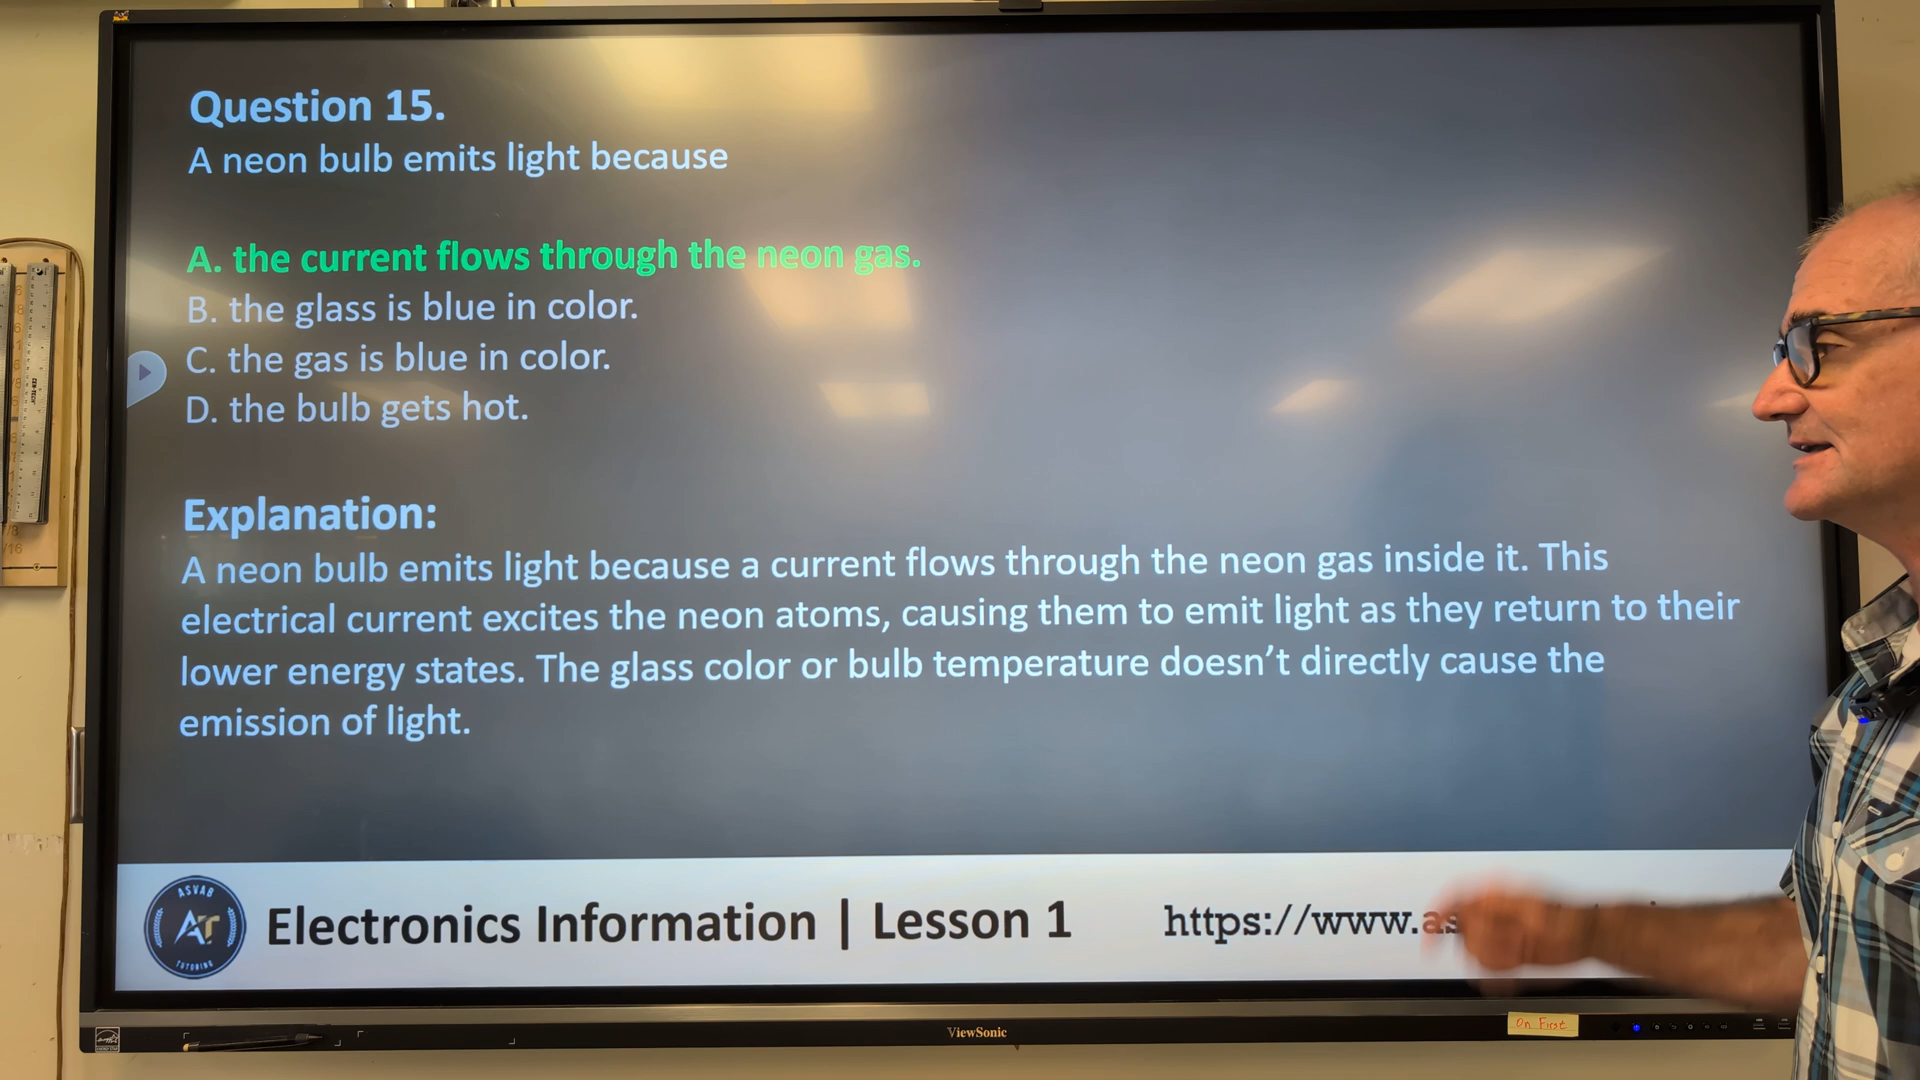 Question 15.
A neon bulb emits light because
A. the current flows through the neon gas.
B. the glass is blue in color.
C. the gas is blue in color.
D. the bulb gets hot.
Explanation:
A neon bulb emits light because a current flows through the neon gas inside it. This
electrical current excites the neon atoms, causing them to emit light as they return to their
lower energy states. The glass color or bulb temperature doesn’t directly cause the
emission of light.
ASVAB
AT
TUTORING
Electronics Information | Lesson 1
https://www.as
ViewSonic
On First